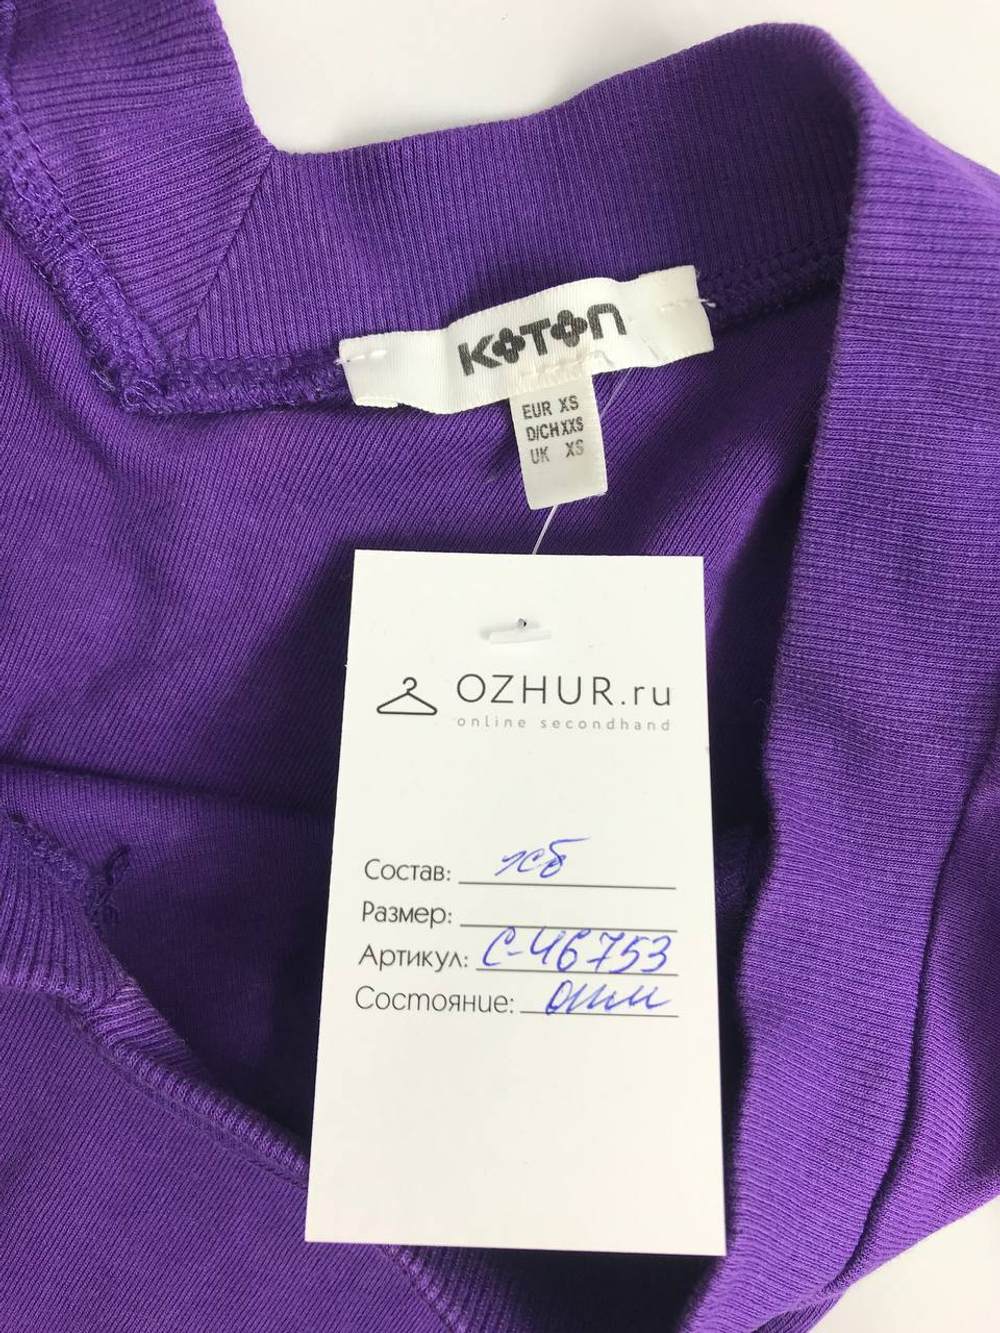 KOTON
EUR XS
D/CH XXS
UK XS
OZHUR.ru
online secondhand
Состав: хб
Размер:
Артикул: С-46753
Состояние: отл